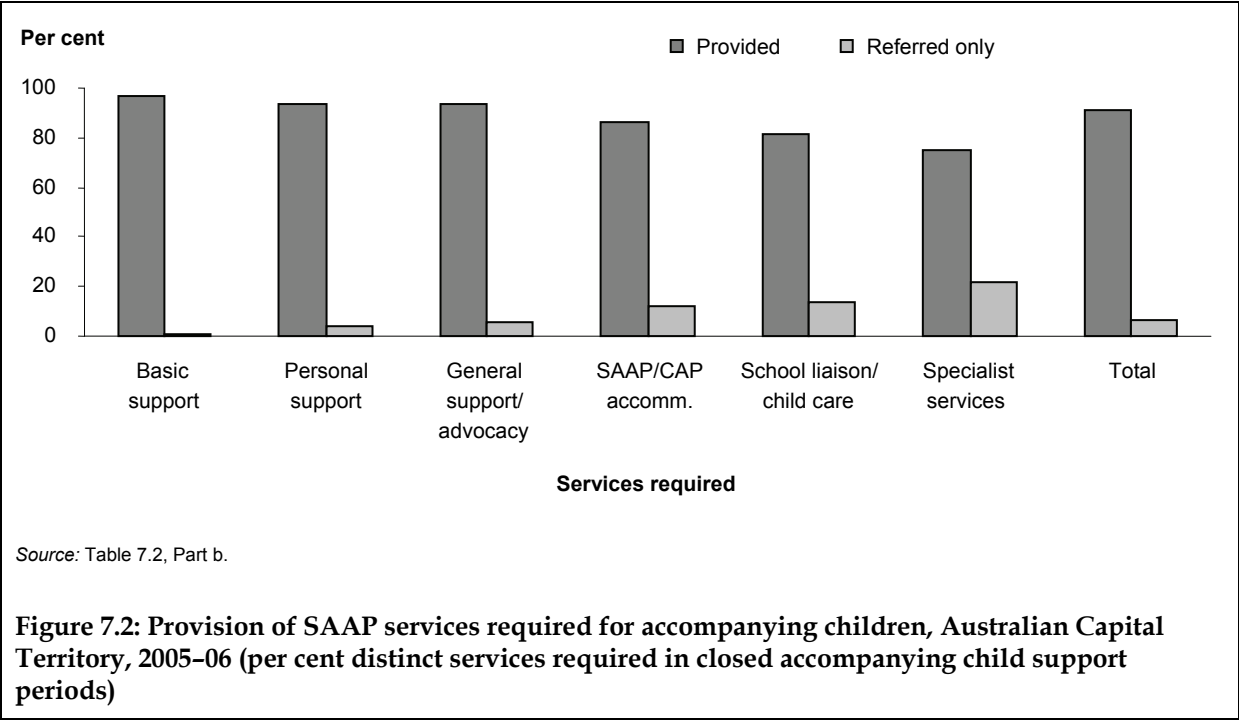 Per cent
Provided
Referred only
100
80
60
40
20
0
Basic
support
Personal
support
General
support/
advocacy
SAAP/CAP
accomm.
School liaison/
child care
Specialist
services
Total
Services required
Source: Table 7.2, Part b.
Figure 7.2: Provision of SAAP services required for accompanying children, Australian Capital
Territory, 2005–06 (per cent distinct services required in closed accompanying child support
periods)